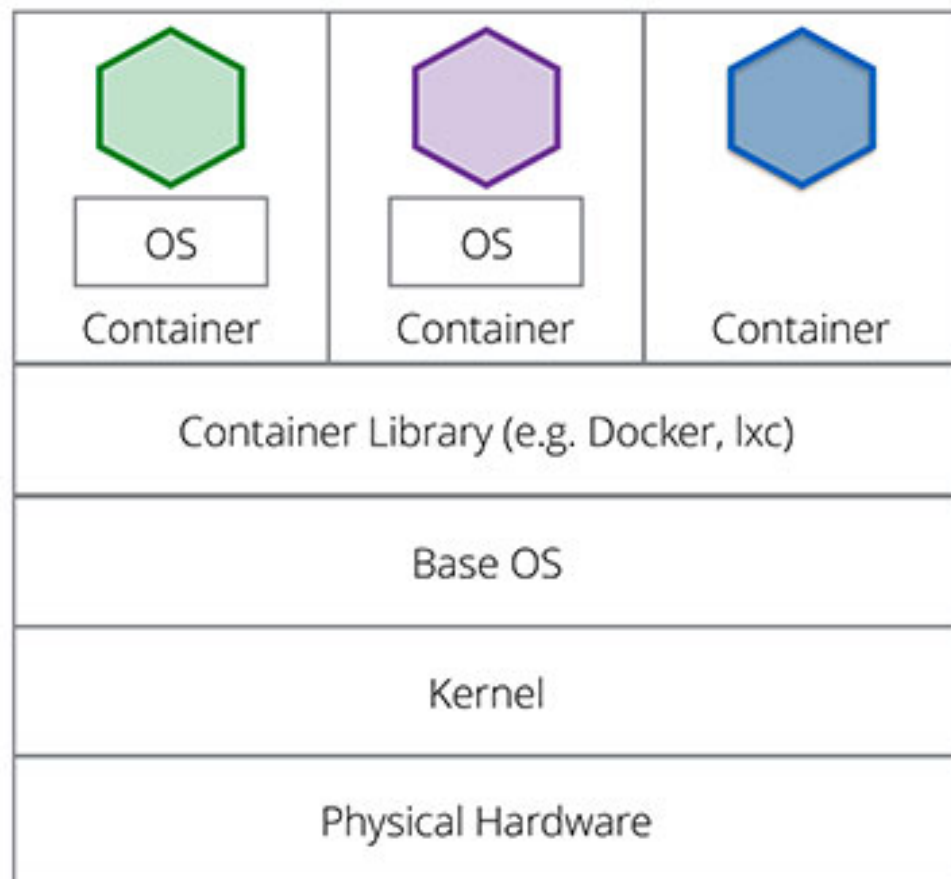 OS
OS
Container
Container
Container
Container Library (e.g. Docker, lxc)
Base OS
Kernel
Physical Hardware